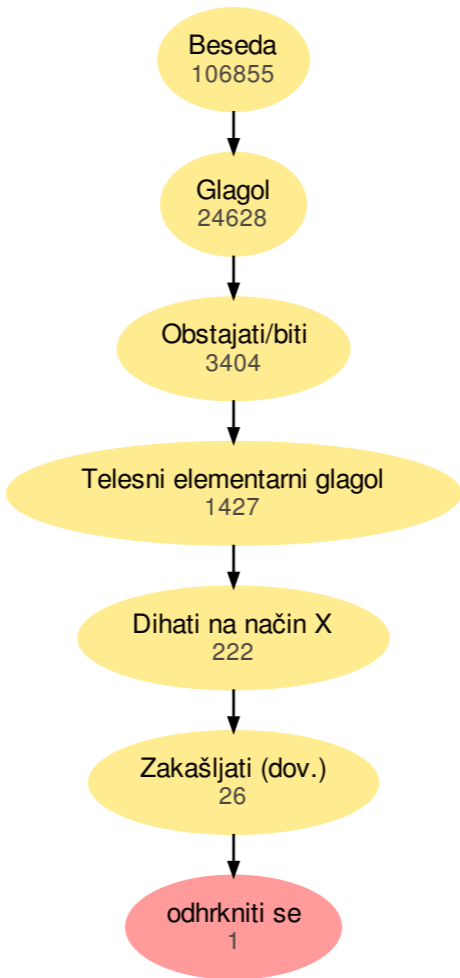 Beseda
106855
Glagol
24628
Obstajati/biti
3404
Telesni elementarni glagol
1427
Dihati na način X
222
Zakašljati (dov.)
26
odhrkniti se
1